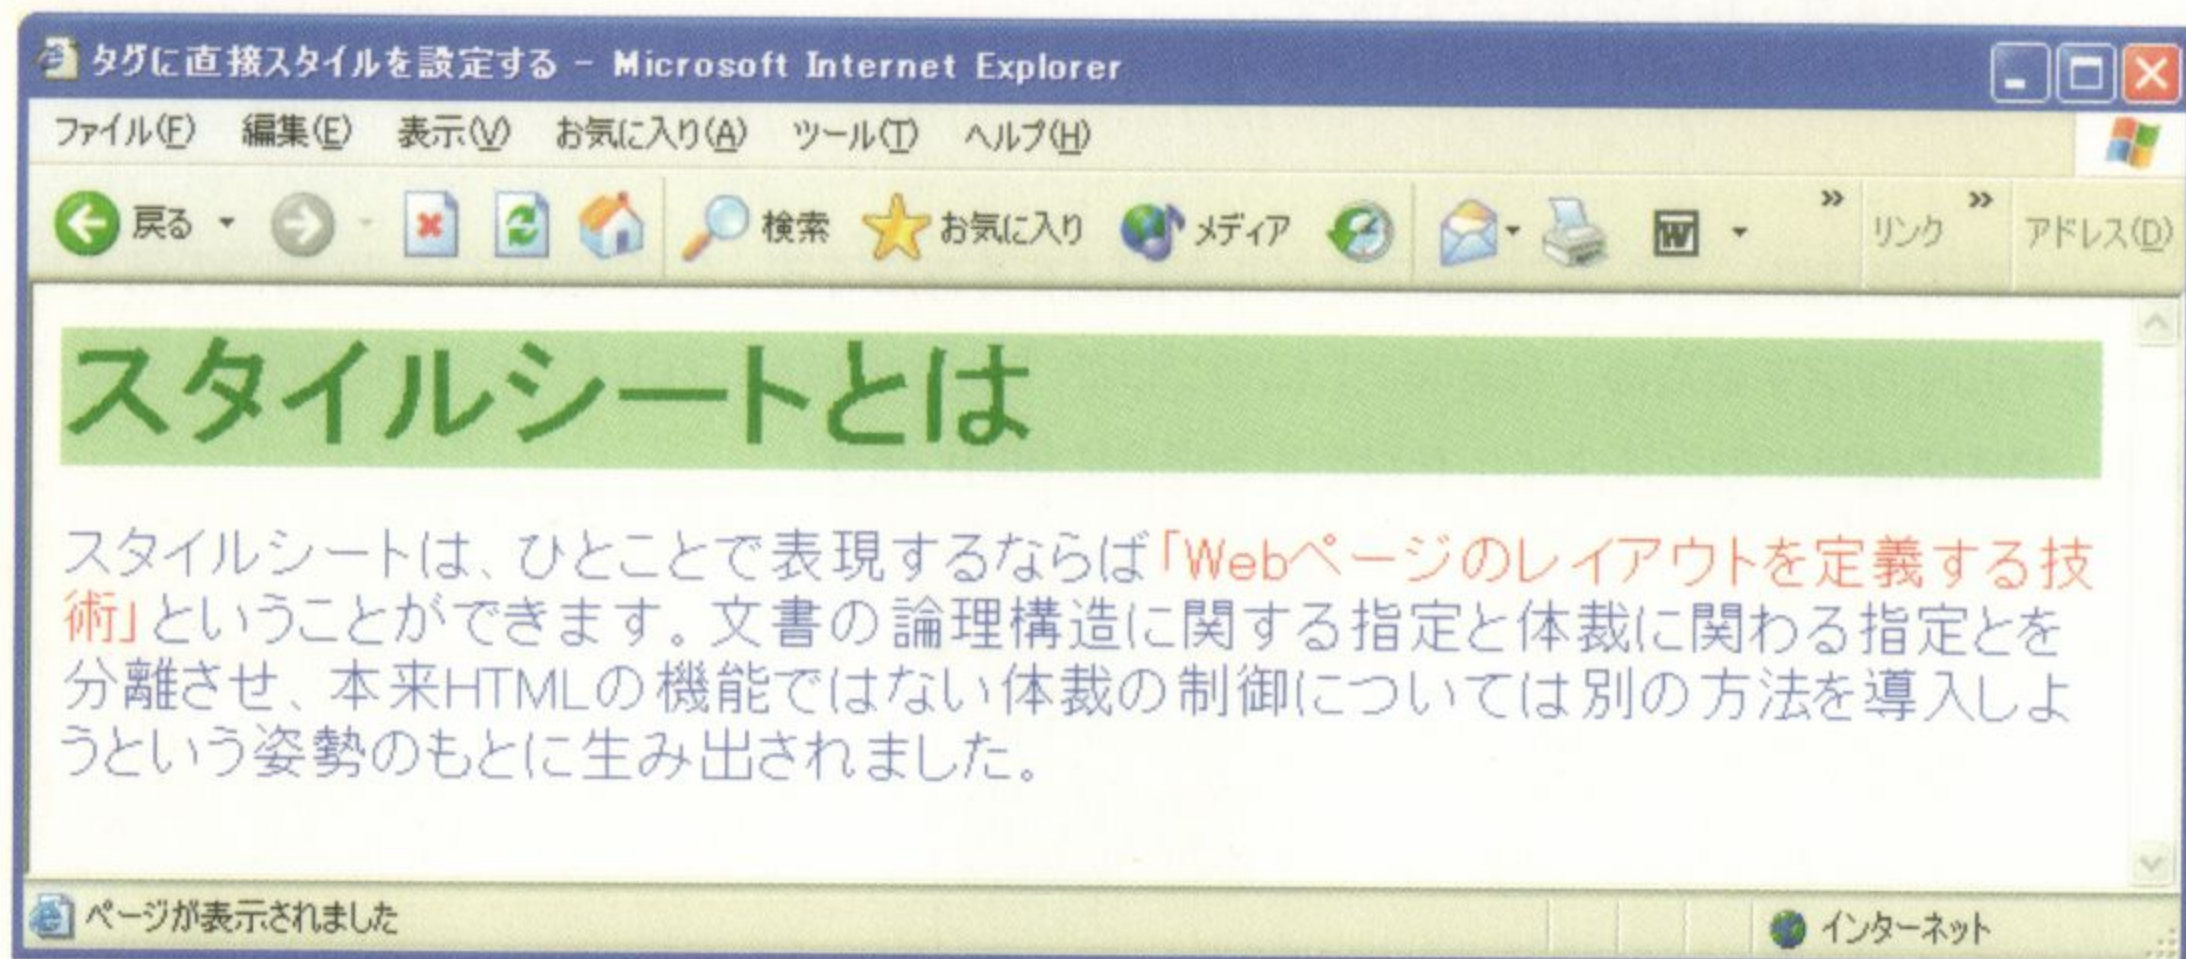 タグに直接スタイルを設定する - Microsoft Internet Explorer
ファイル(F) 編集(E) 表示(V) お気に入り(A) ツール(T) ヘルプ(H)
戻る 検索 お気に入り メディア W » リンク » アドレス(D)
スタイルシートとは
スタイルシートは、ひとことで表現するならば「Webページのレイアウトを定義する技
術」ということができます。文書の論理構造に関する指定と体裁に関わる指定とを
分離させ、本来HTMLの機能ではない体裁の制御については別の方法を導入しよ
うという姿勢のもとに生み出されました。
ページが表示されました インターネット